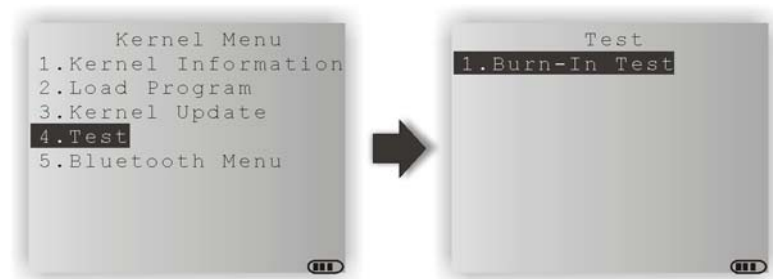 Kernel Menu
1.Kernel Information
2.Load Program
3.Kernel Update
4.Test
5.Bluetooth Menu
Test
1.Burn-In Test